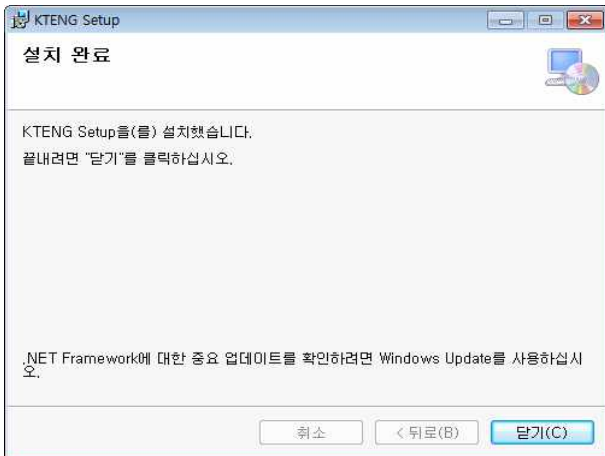 KTENG Setup
설치 완료
KTENG Setup을(를) 설치했습니다.
끝내려면 "닫기"를 클릭하십시오.
.NET Framework에 대한 중요 업데이트를 확인하려면 Windows Update를 사용하십시
오.
취소
< 뒤로(B)
닫기(C)